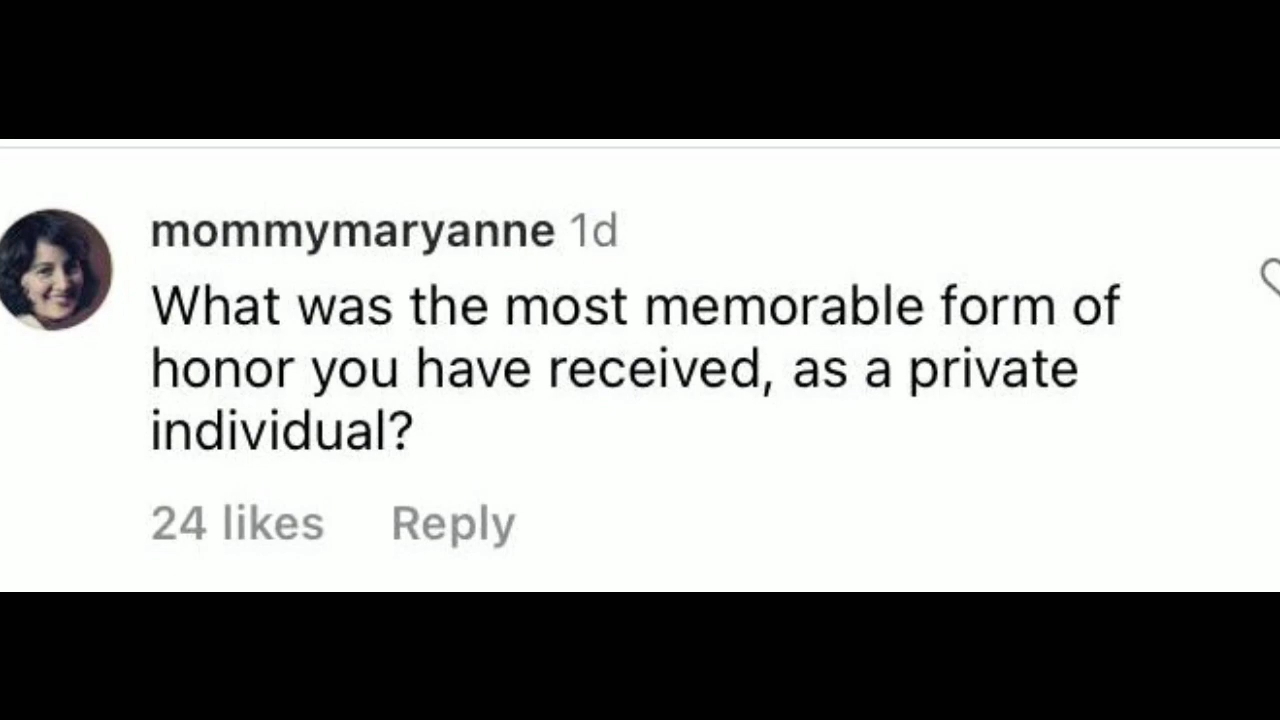 mommymaryanne 1d
What was the most memorable form of
honor you have received, as a private
individual?
24 likes Reply